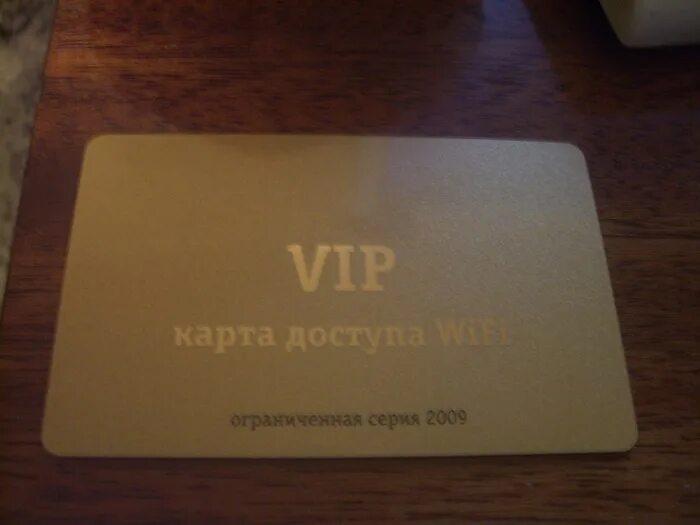 VIP
карта доступа WiFi
ограниченная серия 2009